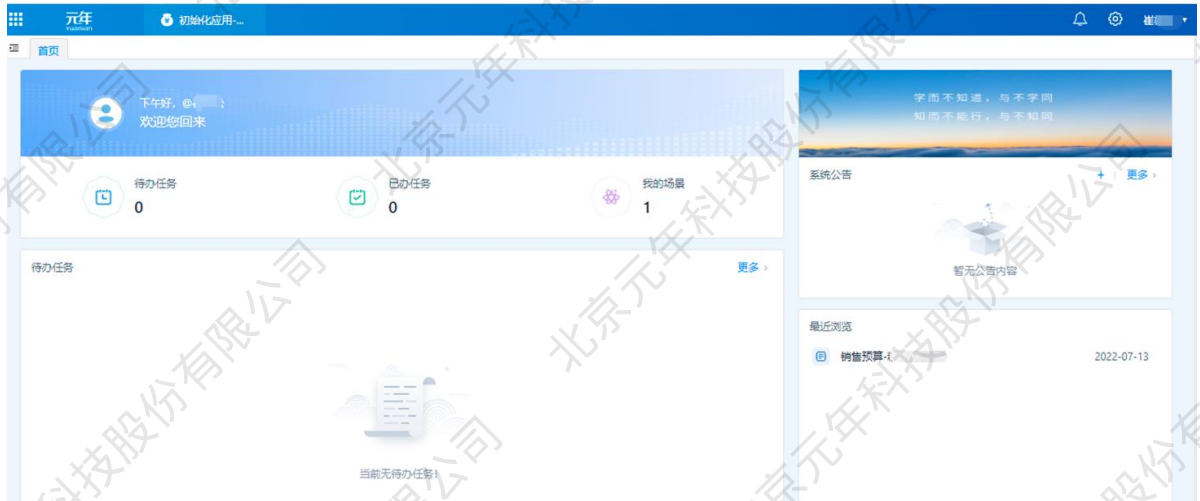 元年
yuannian
初始化应用-...
崔
首页
下午好，@
欢迎您回来
待办任务
0
已办任务
0
我的场景
1
学而不知道，与不学同
知而不能行，与不知同
系统公告
+
更多 ›
暂无公告内容
待办任务
更多 ›
当前无待办任务!
最近浏览
销售预算-
2022-07-13
北京元年科技股份有限公司